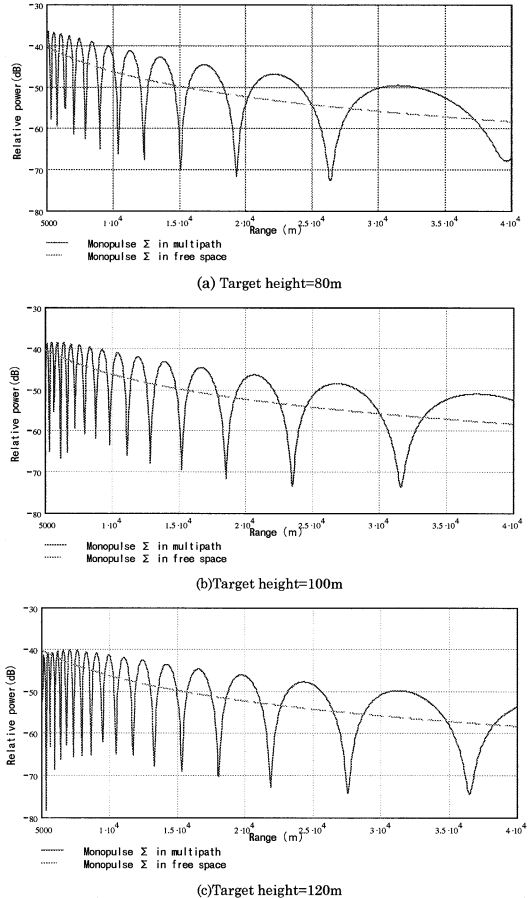 −30
−40
−50
−60
−70
−80
Relative power(dB)
5000 1·10⁴ 1.5·10⁴ 2·10⁴ 2.5·10⁴ 3·10⁴ 3.5·10⁴ 4·10⁴
Range (m)
Monopulse Σ in multipath
Monopulse Σ in free space
(a) Target height=80m
−30
−40
−50
−60
−70
−80
Relative power(dB)
5000 1·10⁴ 1.5·10⁴ 2·10⁴ 2.5·10⁴ 3·10⁴ 3.5·10⁴ 4·10⁴
Range (m)
Monopulse Σ in multipath
Monopulse Σ in free space
(b)Target height=100m
−30
−40
−50
−60
−70
−80
Relative power(dB)
5000 1·10⁴ 1.5·10⁴ 2·10⁴ 2.5·10⁴ 3·10⁴ 3.5·10⁴ 4·10⁴
Range (m)
Monopulse Σ in multipath
Monopulse Σ in free space
(c)Target height=120m